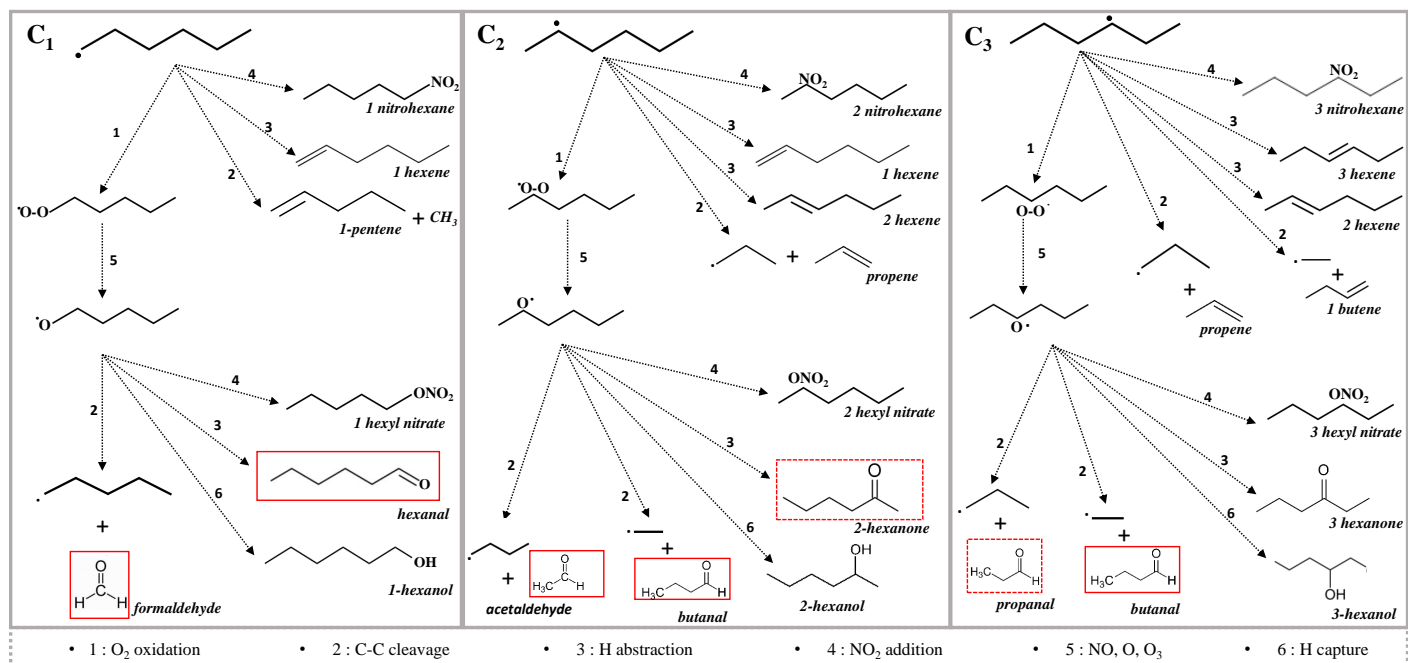 C1
4
NO2
1 nitrohexane
3
1 hexene
1
2
1-pentene + CH3
•O-O
5
•O
4
ONO2
1 hexyl nitrate
2
3
O
hexanal
6
+
O
H H
formaldehyde
OH
1-hexanol
C2
4
NO2
2 nitrohexane
3
1 hexene
1
3
2 hexene
•O-O
2
+
propene
5
O•
4
ONO2
2 hexyl nitrate
3
O
2-hexanone
2
2
6
+
O
H3C H
acetaldehyde
+
O
H3C H
butanal
OH
2-hexanol
C3
4
NO2
3 nitrohexane
3
3 hexene
1
3
2 hexene
O-O•
2
2
+
propene
+
1 butene
5
O•
4
ONO2
3 hexyl nitrate
2
3
O
3 hexanone
2
6
+
O
H3C H
propanal
+
O
H3C H
butanal
OH
3-hexanol
• 1 : O2 oxidation • 2 : C-C cleavage • 3 : H abstraction • 4 : NO2 addition • 5 : NO, O, O3 • 6 : H capture